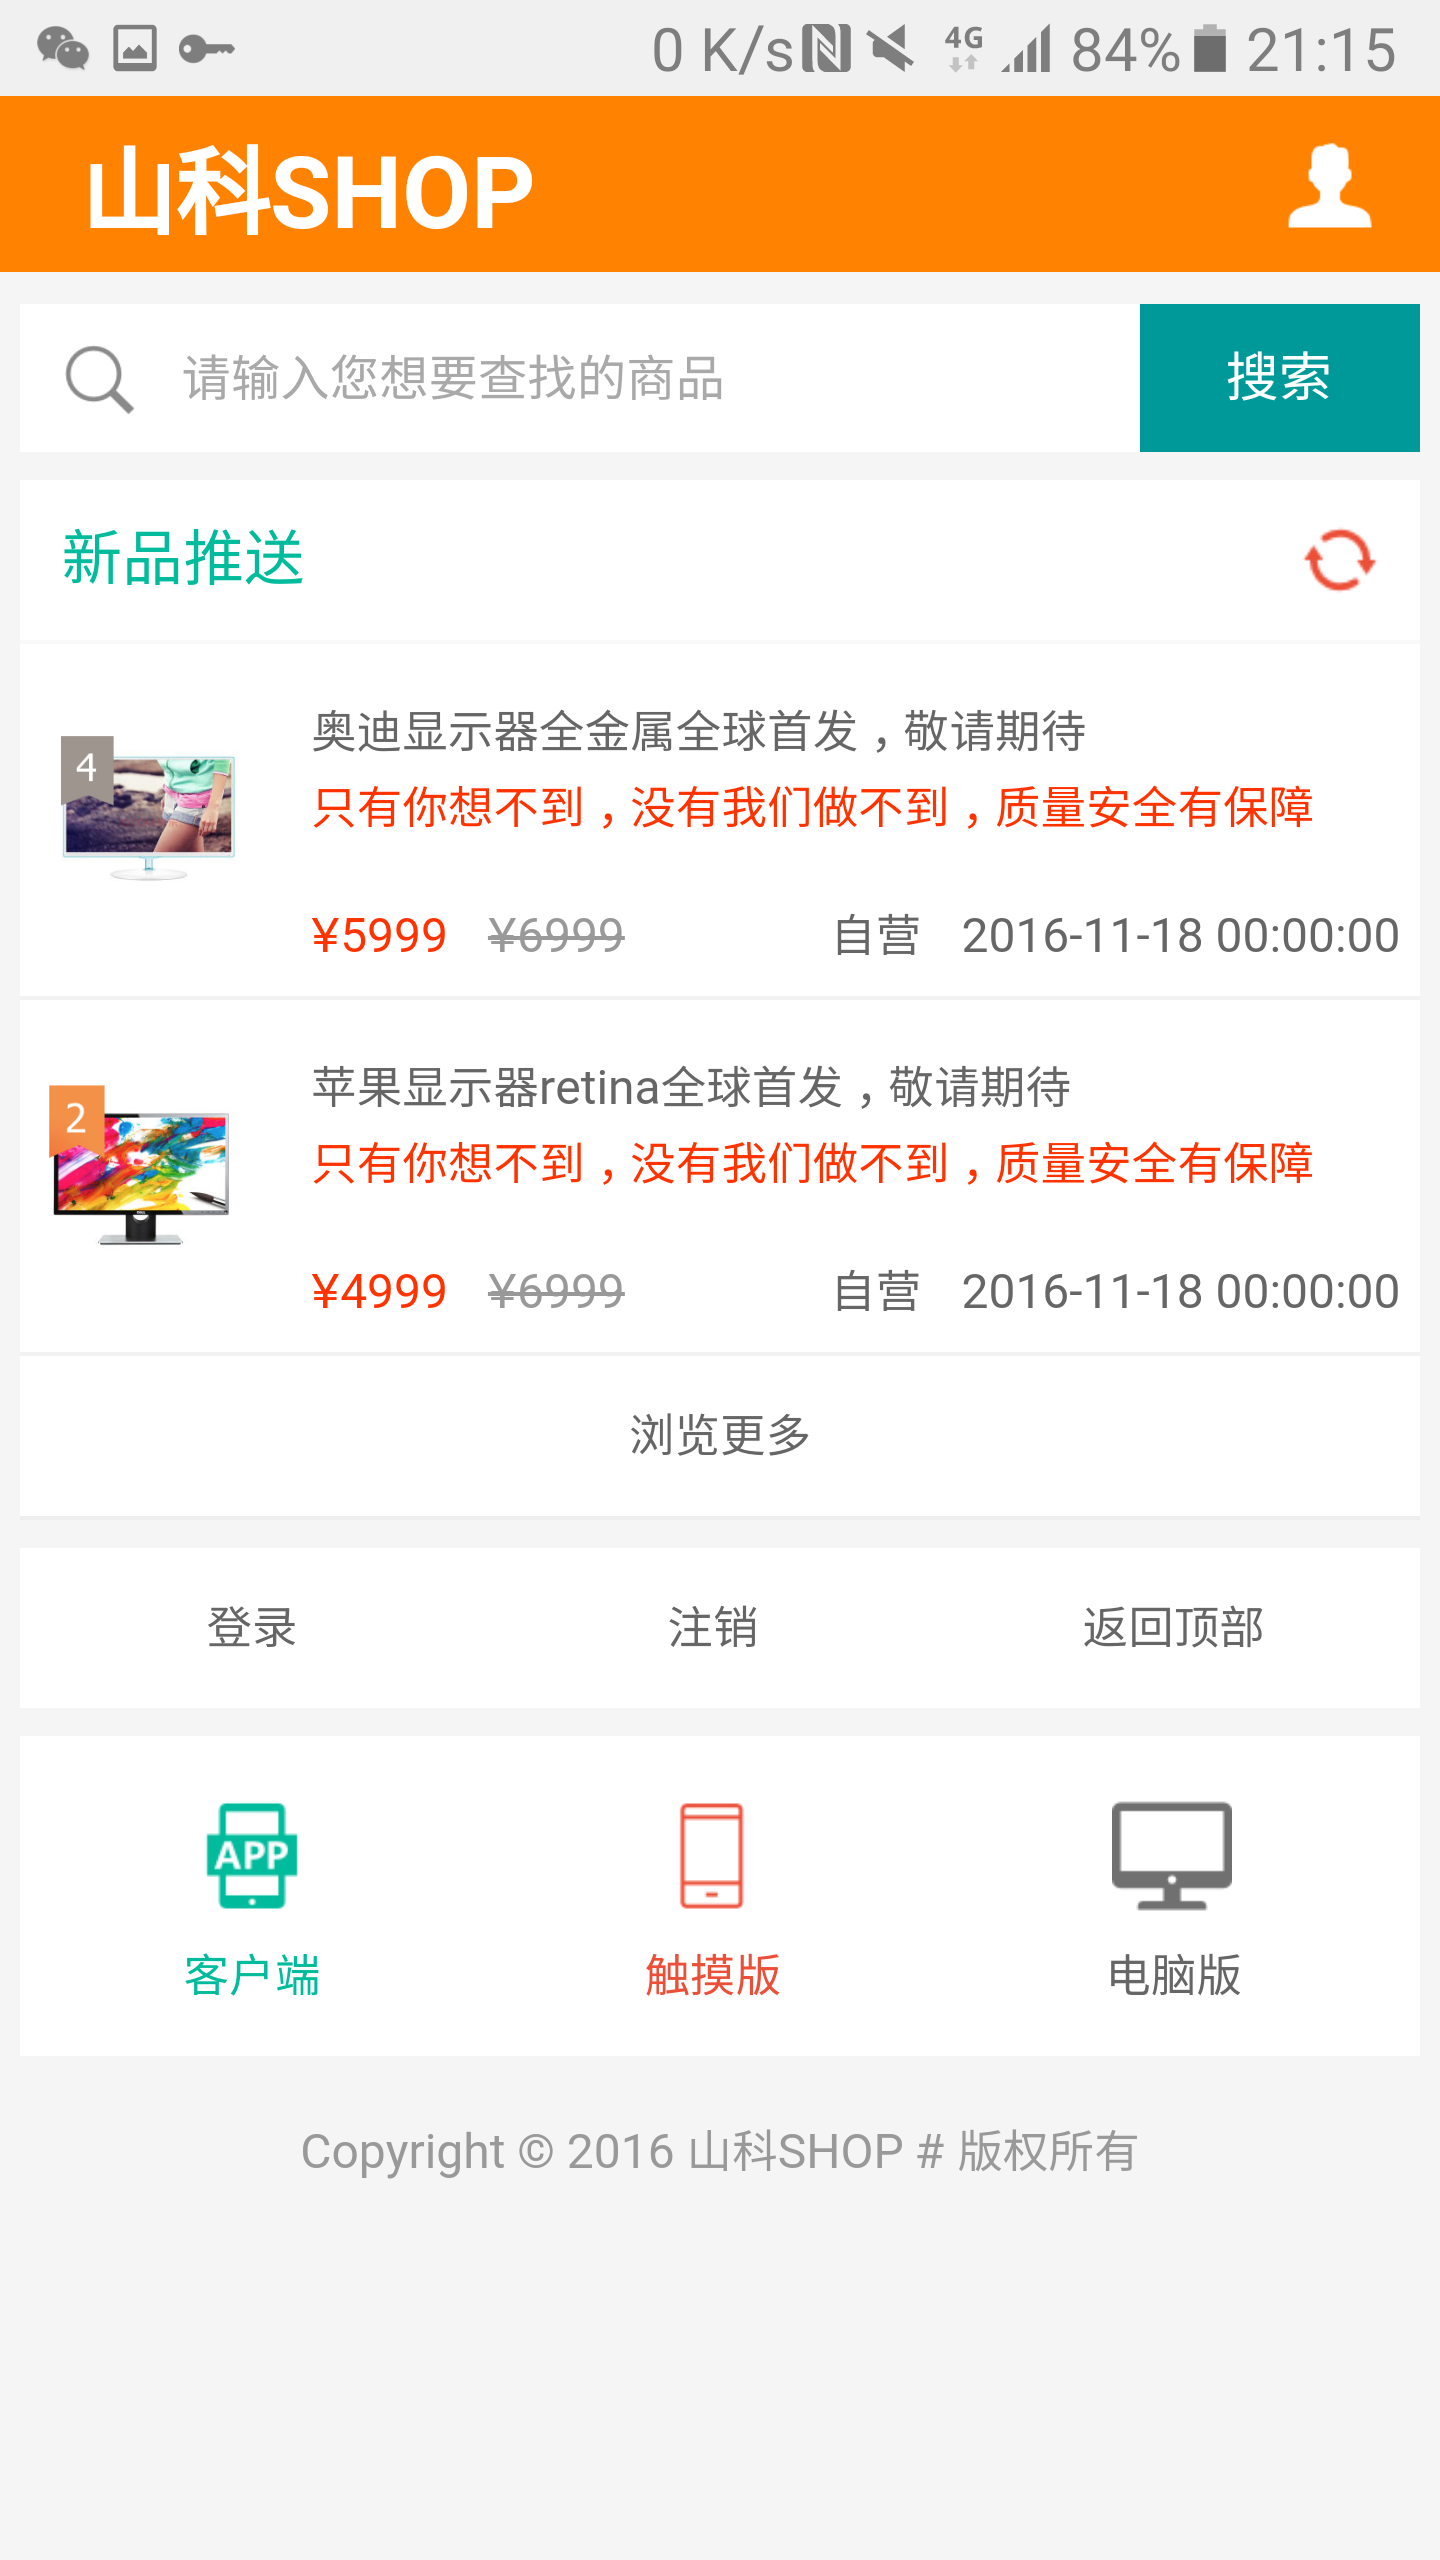 0 K/s 4G 84% 21:15
山科SHOP
请输入您想要查找的商品 搜索
新品推送
4
奥迪显示器全金属全球首发，敬请期待
只有你想不到，没有我们做不到，质量安全有保障
¥5999 ¥6999 自营 2016-11-18 00:00:00
2
苹果显示器retina全球首发，敬请期待
只有你想不到，没有我们做不到，质量安全有保障
¥4999 ¥6999 自营 2016-11-18 00:00:00
浏览更多
登录 注销 返回顶部
APP
客户端 触摸版 电脑版
Copyright © 2016 山科SHOP # 版权所有